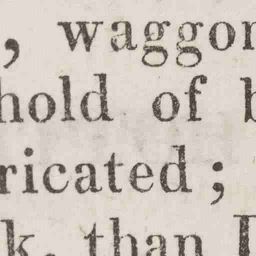 , waggon
hold of b
ricated ;
k, than